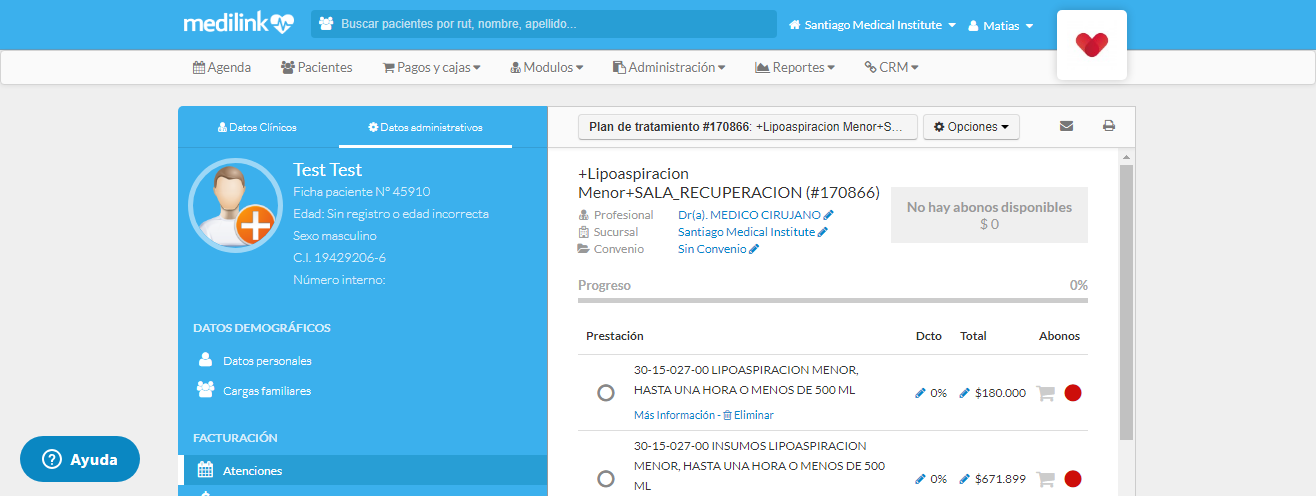 medilink
Buscar pacientes por rut, nombre, apellido...
Santiago Medical Institute
Matias
Agenda
Pacientes
Pagos y cajas
Modulos
Administración
Reportes
CRM
Datos Clínicos
Datos administrativos
Test Test
Ficha paciente N° 45910
Edad: Sin registro o edad incorrecta
Sexo masculino
C.I. 19429206-6
Número interno:
DATOS DEMOGRÁFICOS
Datos personales
Cargas familiares
FACTURACIÓN
Atenciones
Ayuda
Plan de tratamiento #170866: +Lipoaspiracion Menor+S...
Opciones
+Lipoaspiracion
Menor+SALA_RECUPERACION (#170866)
Profesional Dr(a). MEDICO CIRUJANO
Sucursal Santiago Medical Institute
Convenio Sin Convenio
No hay abonos disponibles
$ 0
Progreso 0%
Prestación Dcto Total Abonos
30-15-027-00 LIPOASPIRACION MENOR,
HASTA UNA HORA O MENOS DE 500 ML
0% $180.000
Más Información - Eliminar
30-15-027-00 INSUMOS LIPOASPIRACION
MENOR, HASTA UNA HORA O MENOS DE 500
ML
0% $671.899